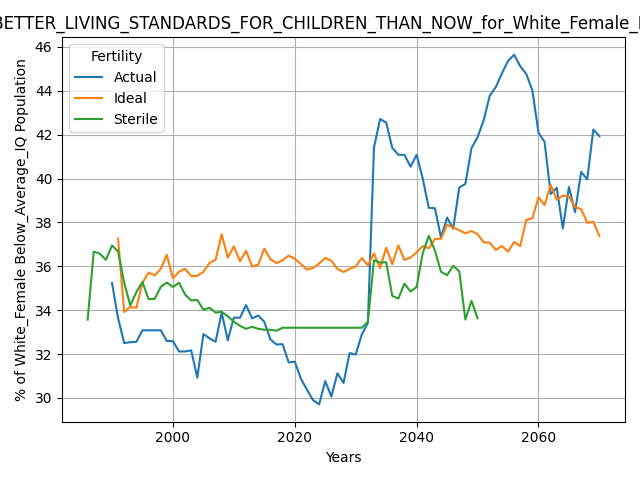 BETTER_LIVING_STANDARDS_FOR_CHILDREN_THAN_NOW_for_White_Female_
Fertility
Actual
Ideal
Sterile
% of White_Female Below_Average_IQ Population
46
44
42
40
38
36
34
32
30
2000
2020
2040
2060
Years